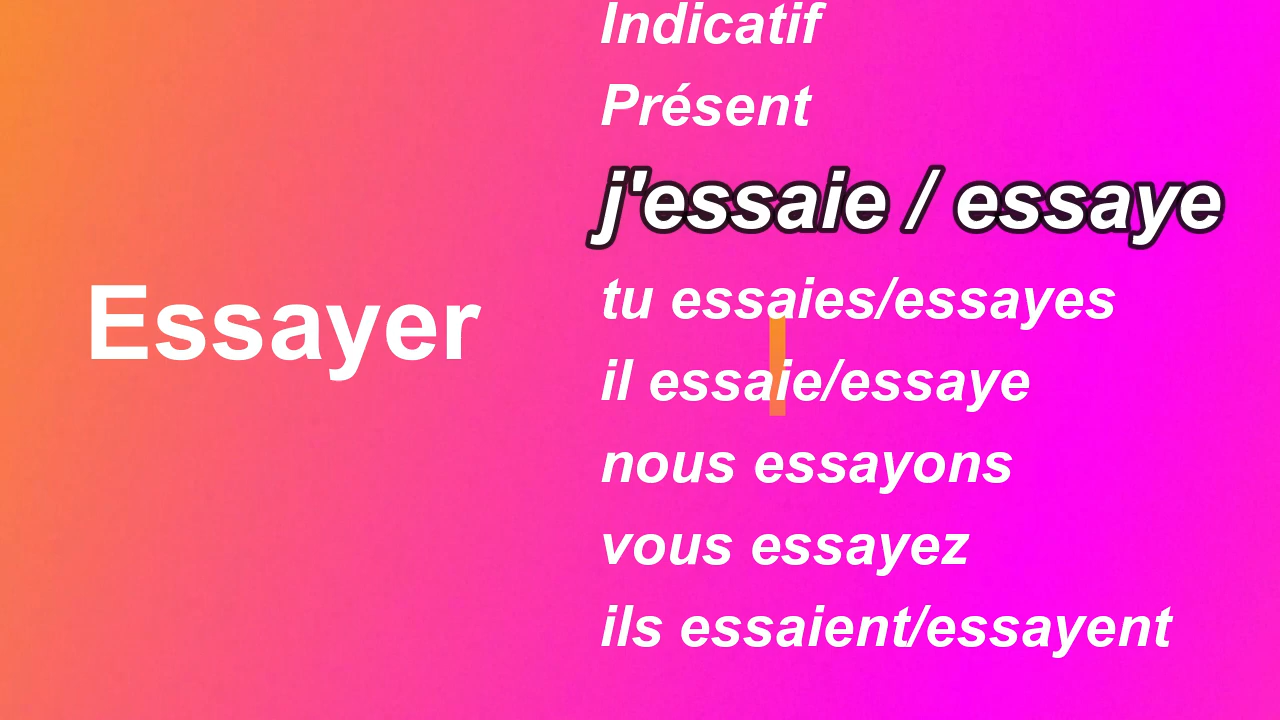 Essayer
Indicatif
Présent
j'essaie / essaye
tu essaies/essayes
il essaie/essaye
nous essayons
vous essayez
ils essaient/essayent